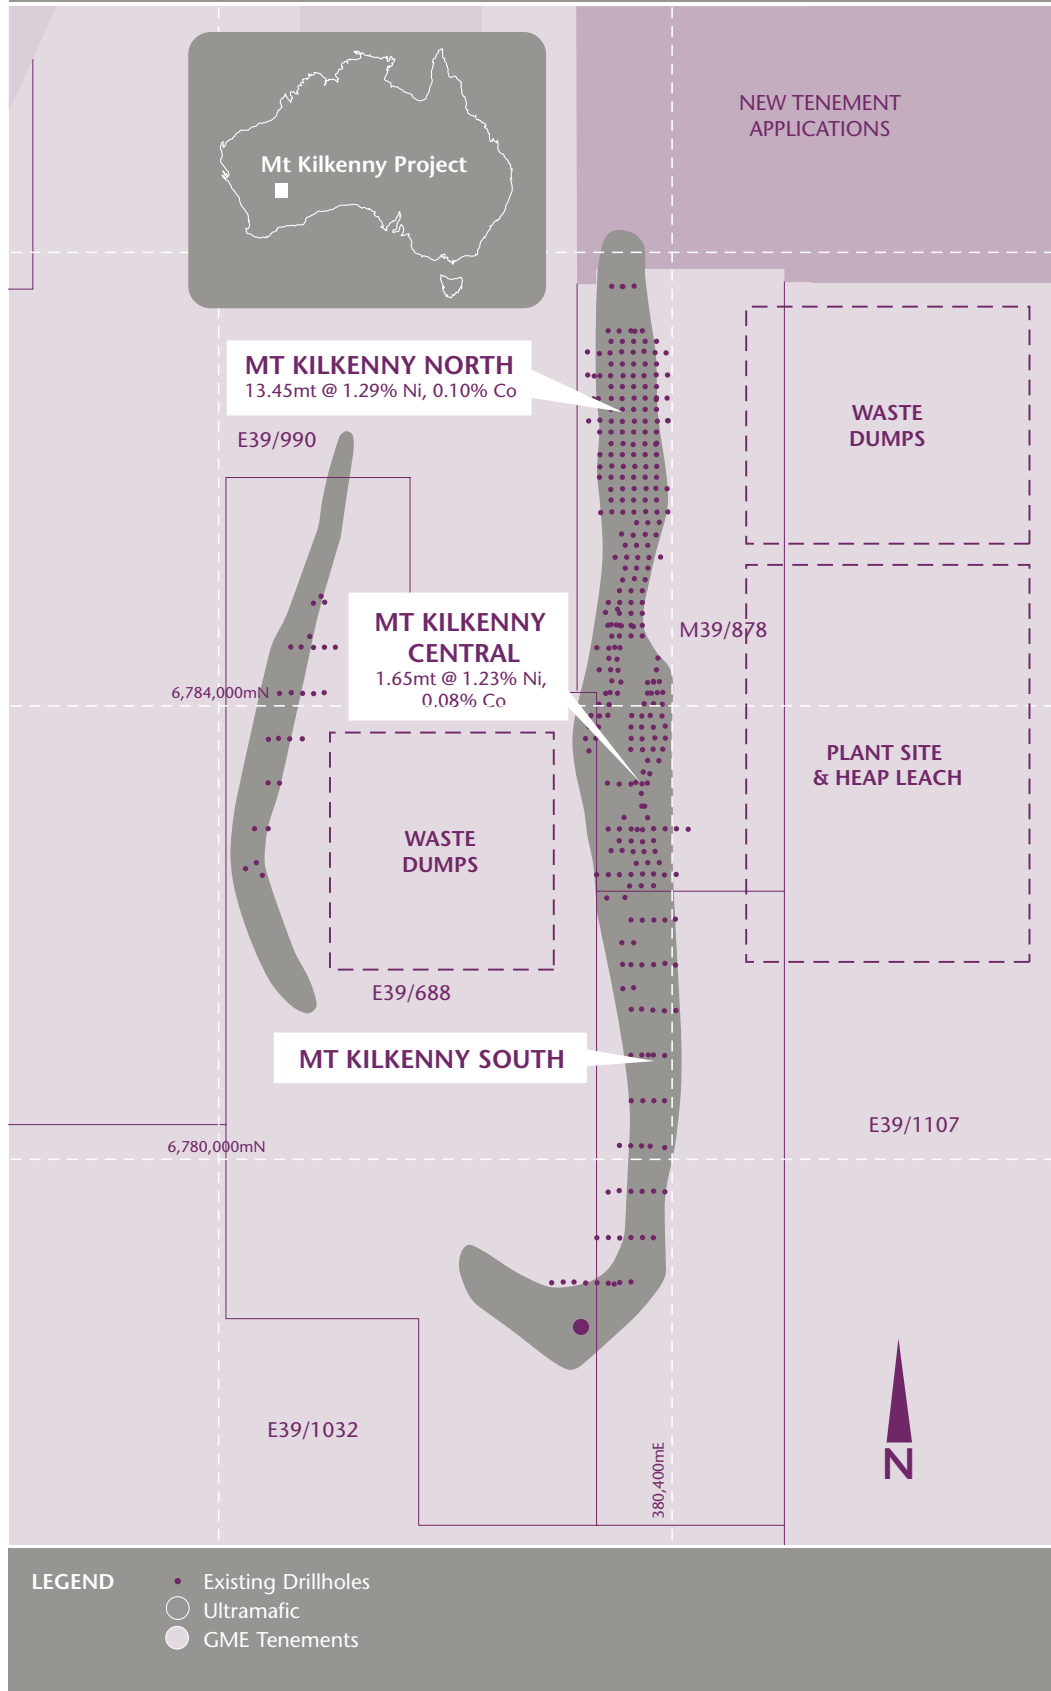 NEW TENEMENT
APPLICATIONS
Mt Kilkenny Project
MT KILKENNY NORTH
13.45mt @ 1.29% Ni, 0.10% Co
WASTE
DUMPS
E39/990
MT KILKENNY
CENTRAL
1.65mt @ 1.23% Ni,
0.08% Co
M39/878
6,784,000mN
PLANT SITE
& HEAP LEACH
WASTE
DUMPS
E39/688
MT KILKENNY SOUTH
E39/1107
6,780,000mN
E39/1032
380,400mE
N
LEGEND
Existing Drillholes
Ultramafic
GME Tenements